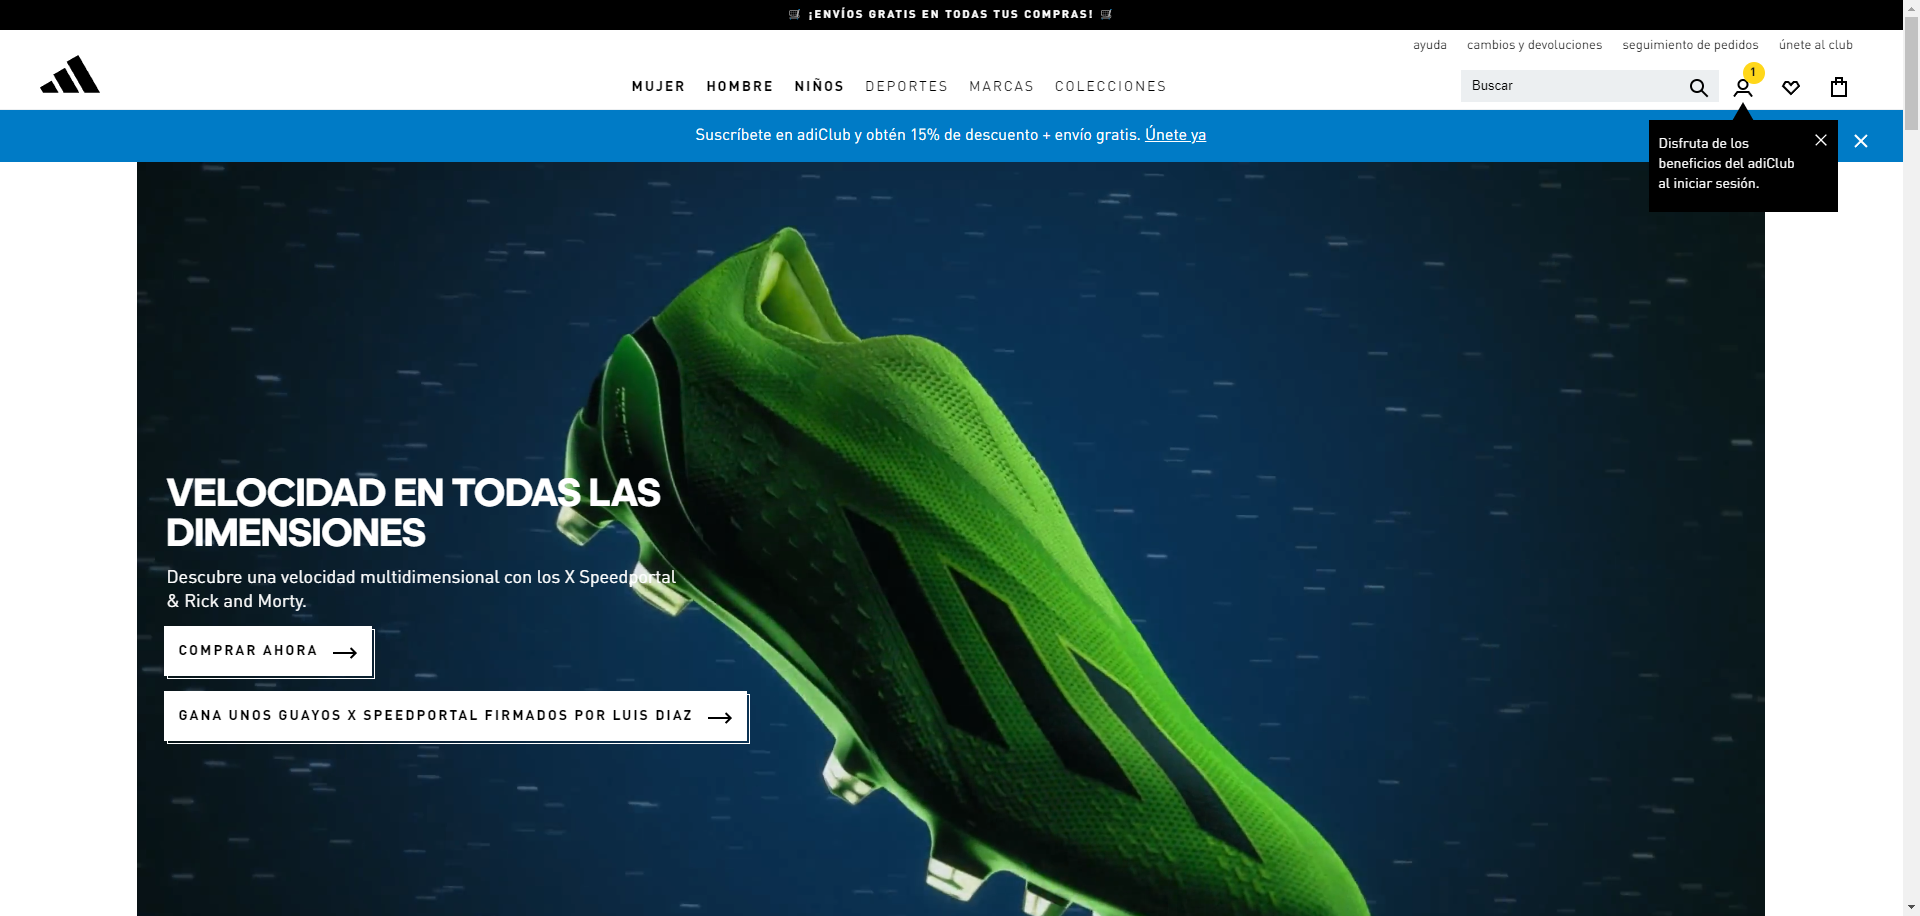 ¡ENVÍOS GRATIS EN TODAS TUS COMPRAS!
ayuda cambios y devoluciones seguimiento de pedidos únete al club
MUJER HOMBRE NIÑOS DEPORTES MARCAS COLECCIONES
Buscar
1
Suscríbete en adiClub y obtén 15% de descuento + envío gratis. Únete ya
Disfruta de los
beneficios del adiClub
al iniciar sesión.
VELOCIDAD EN TODAS LAS
DIMENSIONES
Descubre una velocidad multidimensional con los X Speedportal
& Rick and Morty.
COMPRAR AHORA
GANA UNOS GUAYOS X SPEEDPORTAL FIRMADOS POR LUIS DIAZ